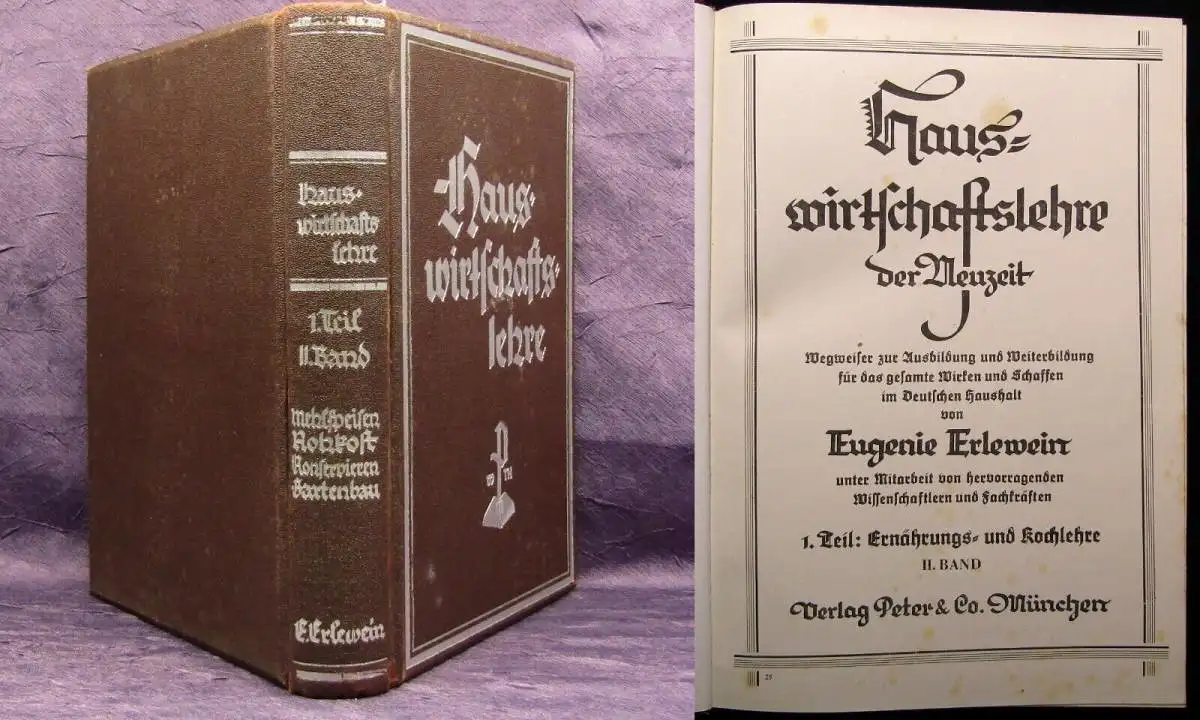 Haus-
wirtschafts
lehre
1. Teil
II. Band
Mehlspeisen
Rohkost
Konservieren
Gartenbau
E. Erlewein
Haus-
wirtschafts-
lehre
P
Haus-
wirtschaftslehre
der Neuzeit
Wegweiser zur Ausbildung und Weiterbildung
für das gesamte Wirken und Schaffen
im Deutschen Haushalt
von
Eugenie Erlewein
unter Mitarbeit von hervorragenden
Wissenschaftlern und Fachkräften
1. Teil: Ernährungs- und Kochlehre
II. BAND
Verlag Peter & Co. München
25